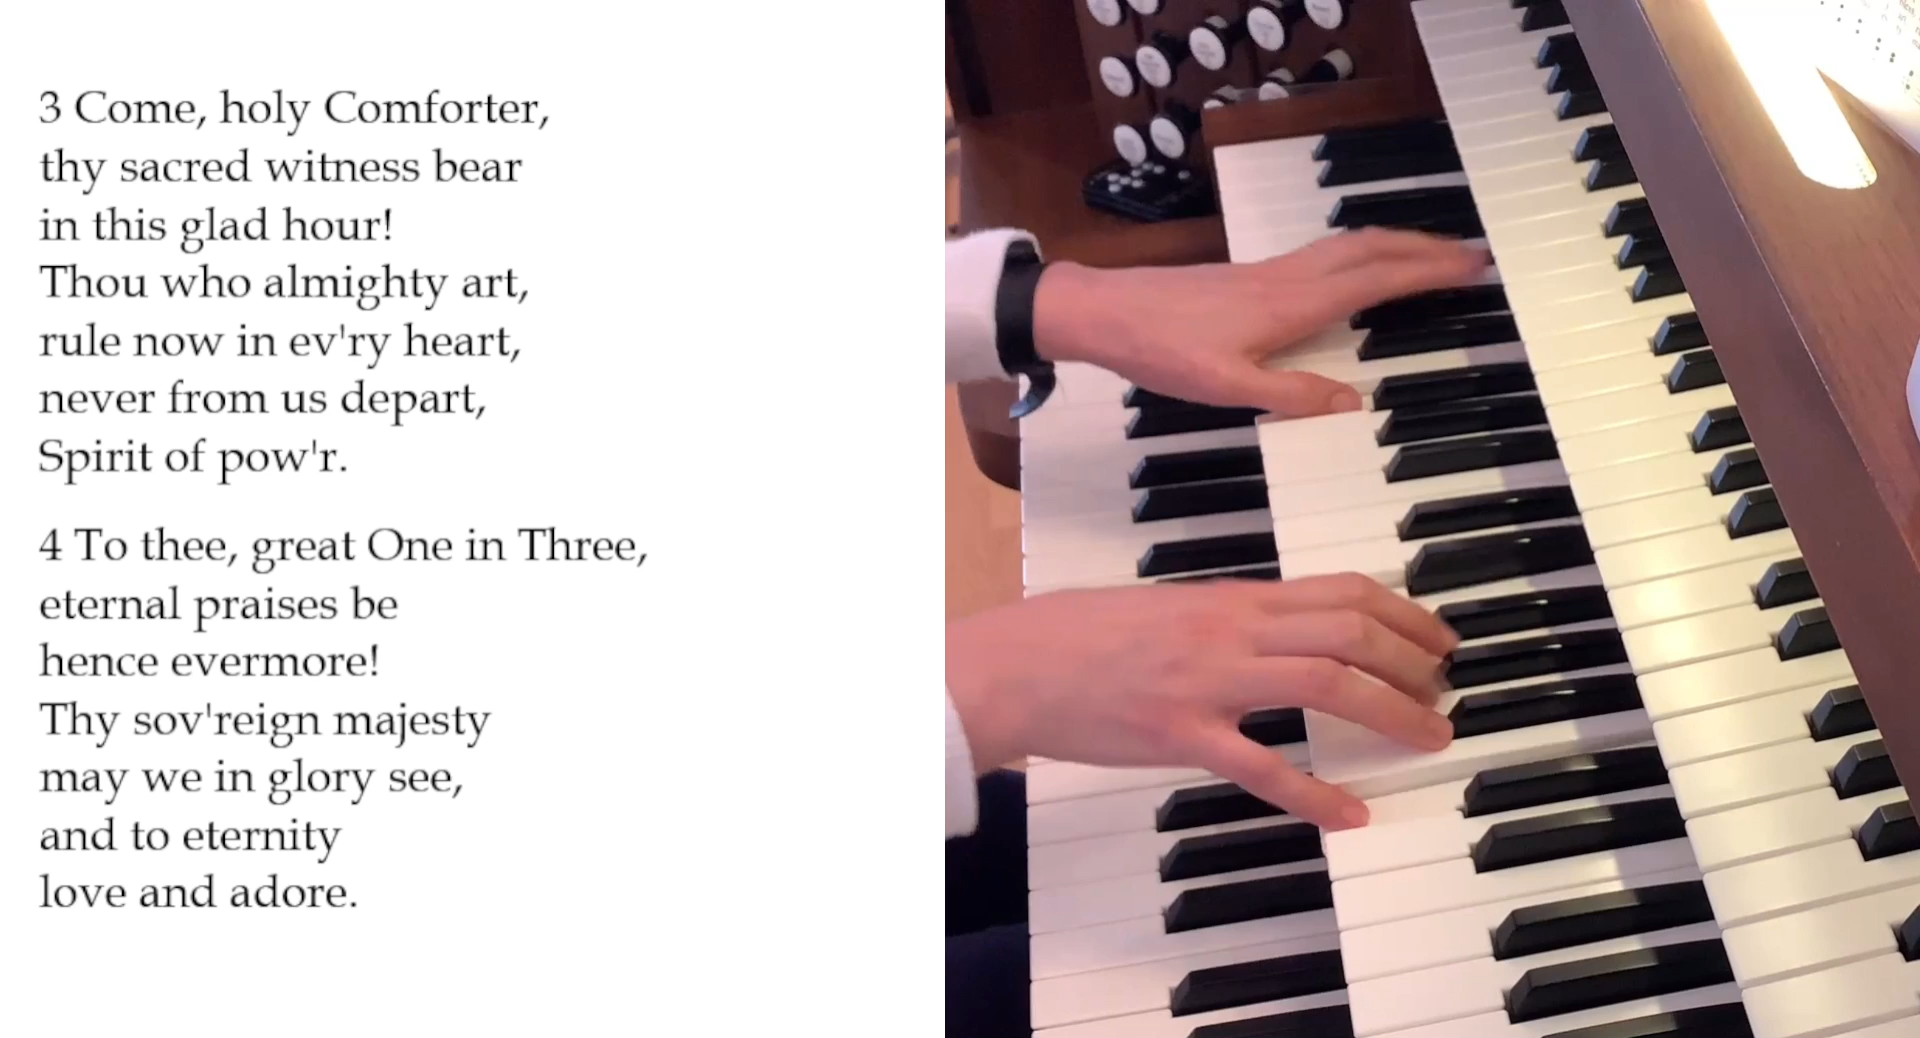 3 Come, holy Comforter,
thy sacred witness bear
in this glad hour!
Thou who almighty art,
rule now in ev'ry heart,
never from us depart,
Spirit of pow'r.
4 To thee, great One in Three,
eternal praises be
hence evermore!
Thy sov'reign majesty
may we in glory see,
and to eternity
love and adore.